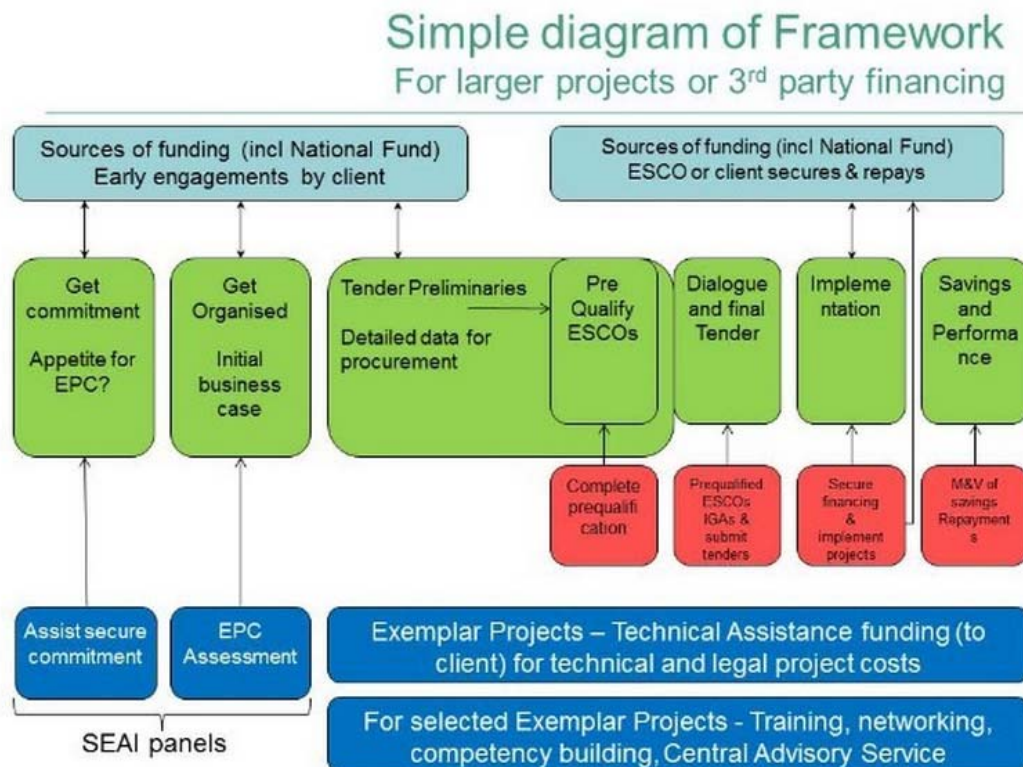 Simple diagram of Framework
For larger projects or 3rd party financing
Sources of funding (incl National Fund)
Early engagements by client
Sources of funding (incl National Fund)
ESCO or client secures & repays
Get
commitment
Appetite for
EPC?
Get
Organised
Initial
business
case
Tender Preliminaries
Detailed data for
procurement
Pre
Qualify
ESCOs
Dialogue
and final
Tender
Impleme
ntation
Savings
and
Performa
nce
Complete
prequalifi
cation
Prequalified
ESCOs
IGAs &
submit
tenders
Secure
financing
&
implement
projects
M&V of
savings
Repayment
s
Assist secure
commitment
EPC
Assessment
SEAI panels
Exemplar Projects – Technical Assistance funding (to
client) for technical and legal project costs
For selected Exemplar Projects - Training, networking,
competency building, Central Advisory Service